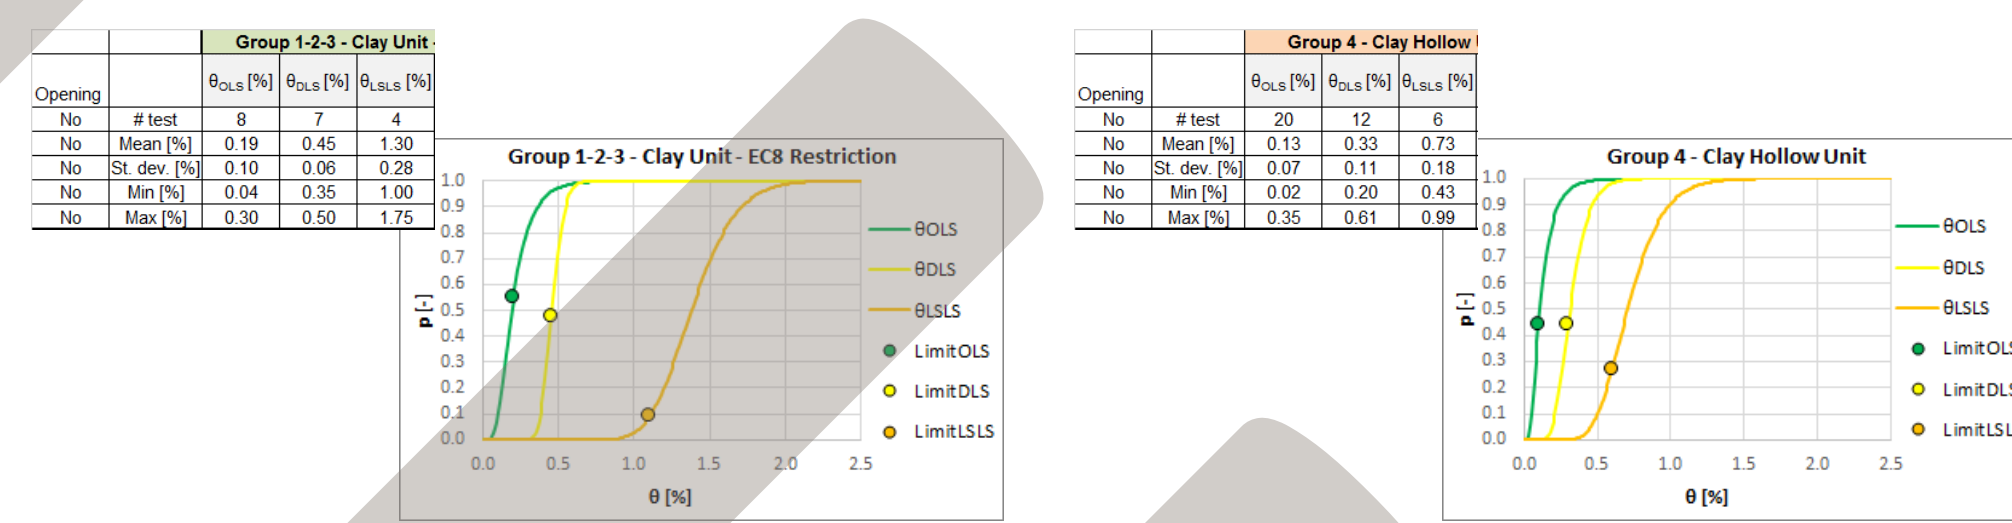 Group 1-2-3 - Clay Unit -
Opening θOLS [%] θDLS [%] θLSLS [%]
No # test 8 7 4
No Mean [%] 0.19 0.45 1.30
No St. dev. [%] 0.10 0.06 0.28
No Min [%] 0.04 0.35 1.00
No Max [%] 0.30 0.50 1.75
Group 1-2-3 - Clay Unit - EC8 Restriction
1.0
0.9
0.8
0.7
0.6
0.5
0.4
0.3
0.2
0.1
0.0
p [-]
0.0 0.5 1.0 1.5 2.0 2.5
θ [%]
θOLS
θDLS
θLSLS
LimitOLS
LimitDLS
LimitLSLS
Group 4 - Clay Hollow
Opening θOLS [%] θDLS [%] θLSLS [%]
No # test 20 12 6
No Mean [%] 0.13 0.33 0.73
No St. dev. [%] 0.07 0.11 0.18
No Min [%] 0.02 0.20 0.43
No Max [%] 0.35 0.61 0.99
Group 4 - Clay Hollow Unit
1.0
0.9
0.8
0.7
0.6
0.5
0.4
0.3
0.2
0.1
0.0
p [-]
0.0 0.5 1.0 1.5 2.0 2.5
θ [%]
θOLS
θDLS
θLSLS
LimitOLS
LimitDLS
LimitLSL